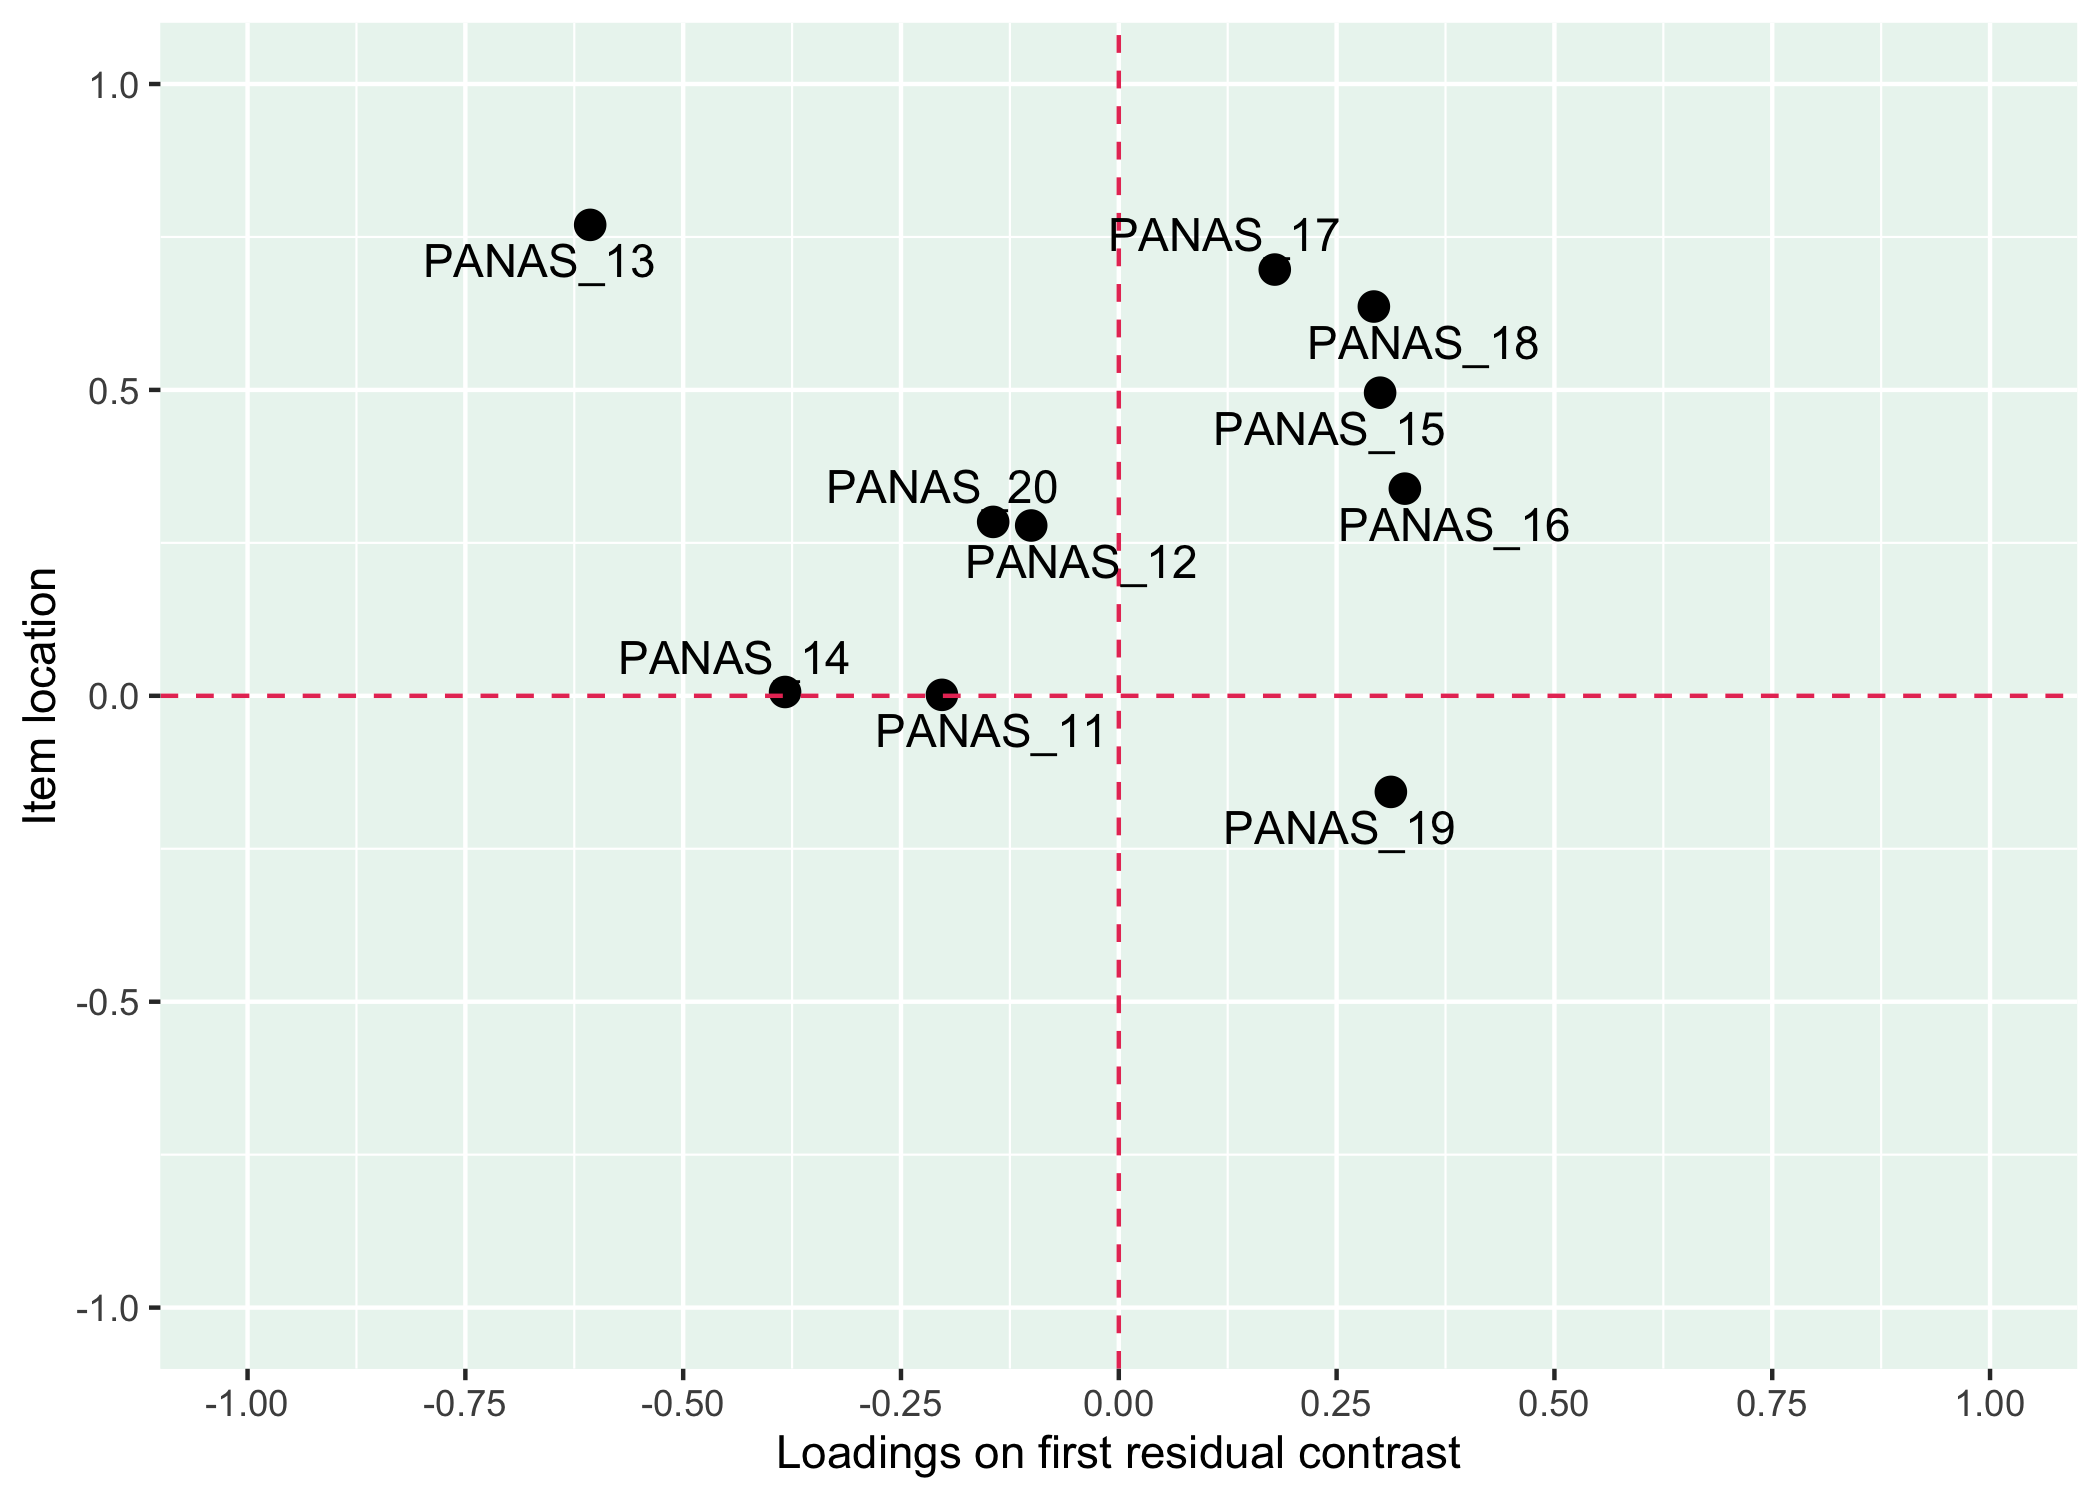 1.0
0.5
0.0
-0.5
-1.0
Item location
PANAS_13
PANAS_17
PANAS_18
PANAS_15
PANAS_20
PANAS_16
PANAS_12
PANAS_14
PANAS_11
PANAS_19
-1.00 -0.75 -0.50 -0.25 0.00 0.25 0.50 0.75 1.00
Loadings on first residual contrast